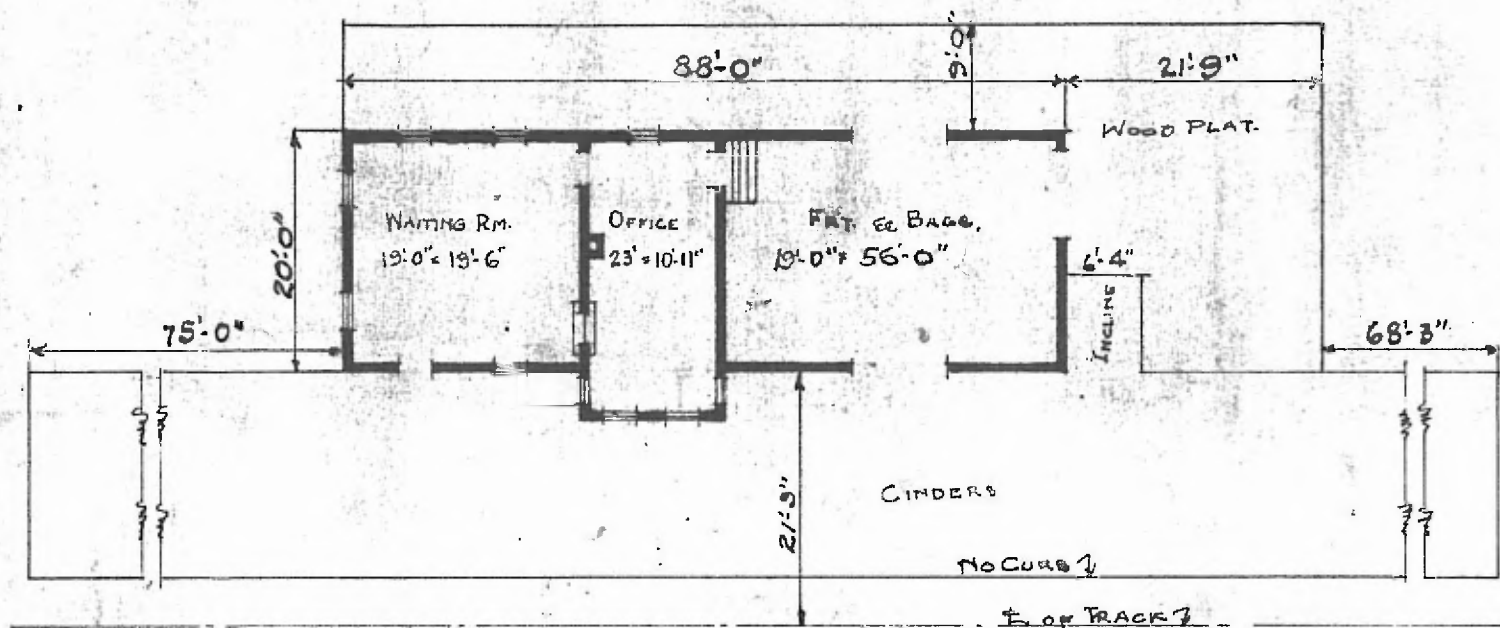 88'-0"
9'-0"
21'-9"
WOOD PLAT.
20'-0"
WAITING RM.
19'-0" × 19'-6"
OFFICE
23' × 10'-11"
FRT. & BAGG.
19'-0" × 56'-0"
6'-4"
INCLINE
75'-0"
68'-3"
21'-3"
CINDERS
NO CURB
℄ OF TRACK